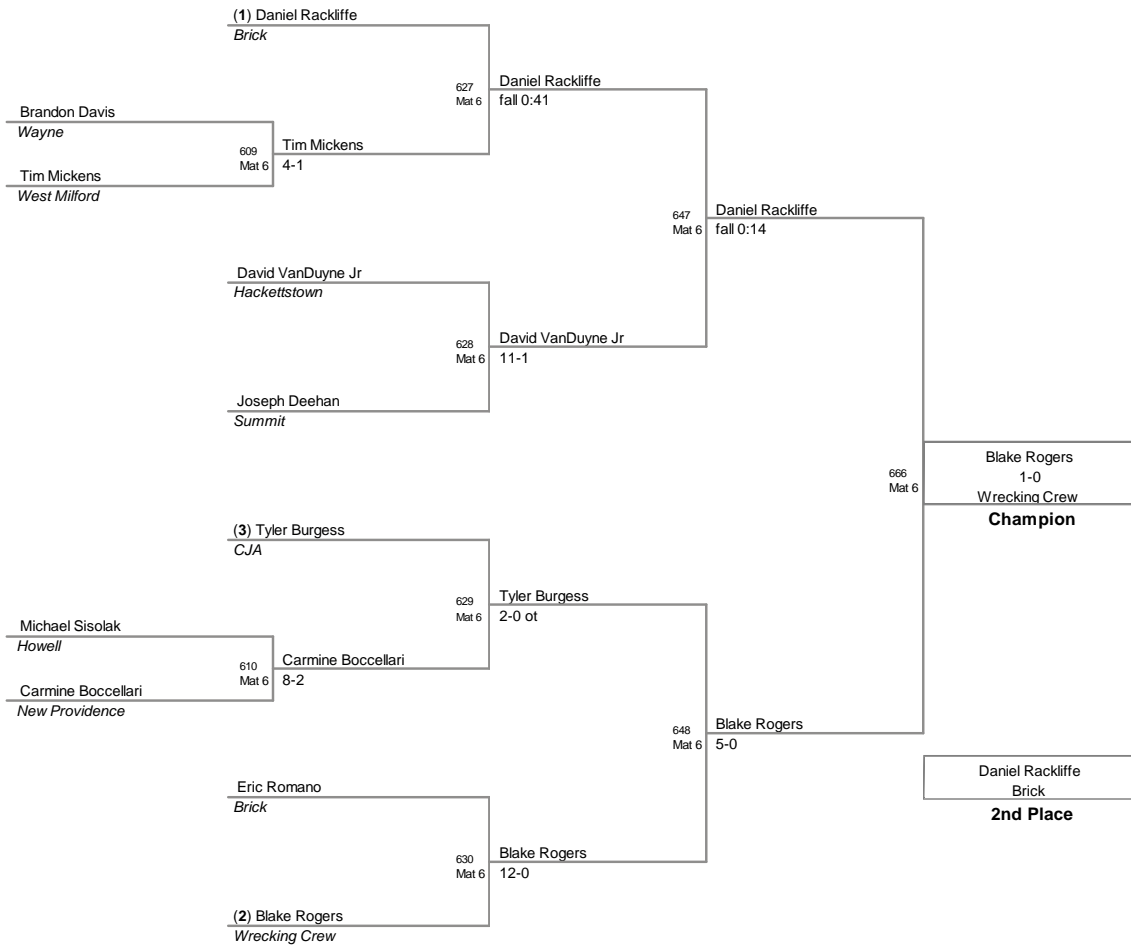 (1) Daniel Rackliffe
Brick
627
Mat 6
Daniel Rackliffe
fall 0:41
Brandon Davis
Wayne
609
Mat 6
Tim Mickens
4-1
Tim Mickens
West Milford
647
Mat 6
Daniel Rackliffe
fall 0:14
David VanDuyne Jr
Hackettstown
628
Mat 6
David VanDuyne Jr
11-1
Joseph Deehan
Summit
666
Mat 6
Blake Rogers
1-0
Wrecking Crew
Champion
(3) Tyler Burgess
CJA
629
Mat 6
Tyler Burgess
2-0 ot
Michael Sisolak
Howell
610
Mat 6
Carmine Boccellari
8-2
Carmine Boccellari
New Providence
648
Mat 6
Blake Rogers
5-0
Eric Romano
Brick
Daniel Rackliffe
Brick
2nd Place
630
Mat 6
Blake Rogers
12-0
(2) Blake Rogers
Wrecking Crew